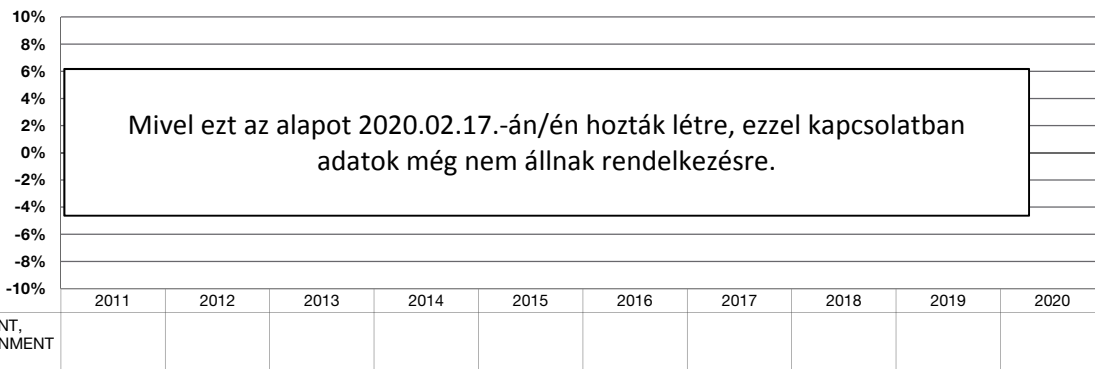 10%
8%
6%
4%
2%
0%
-2%
-4%
-6%
-8%
-10%
Mivel ezt az alapot 2020.02.17.-án/én hozták létre, ezzel kapcsolatban
adatok még nem állnak rendelkezésre.
2011 2012 2013 2014 2015 2016 2017 2018 2019 2020
NT,
NMENT